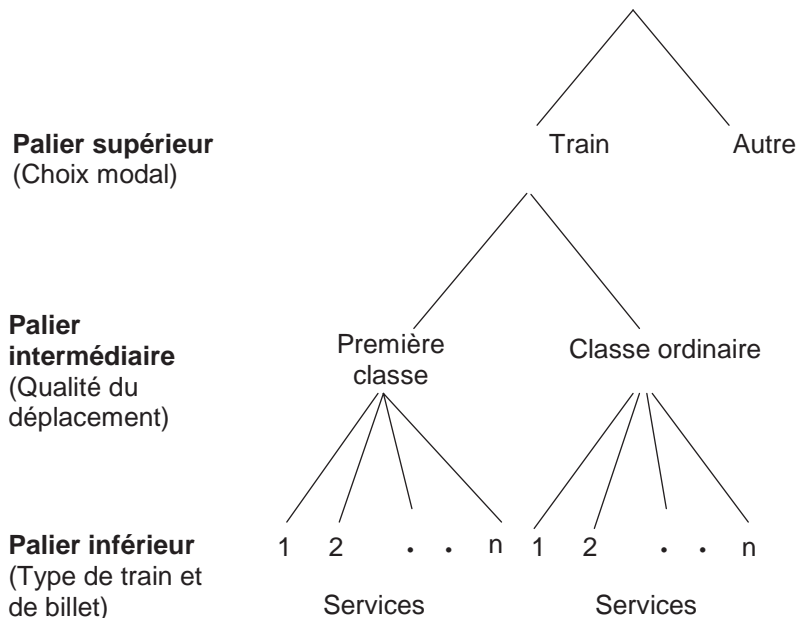 Palier supérieur
(Choix modal)
Train
Autre
Palier
intermédiaire
(Qualité du
déplacement)
Première
classe
Classe ordinaire
Palier inférieur
(Type de train et
de billet)
1 2 . . n 1 2 . . n
Services Services